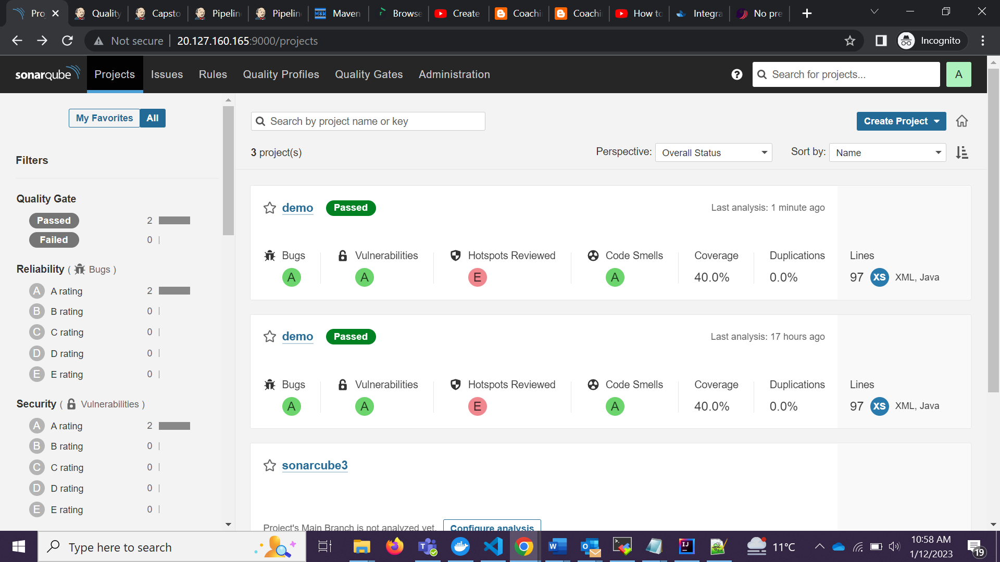 Pro
Quality
Capsto
Pipelin
Pipelin
Maven
Browse
Create
Coachi
Coachi
How to
Integra
No pre
Not secure
20.127.160.165:9000/projects
Incognito
sonarqube
Projects
Issues
Rules
Quality Profiles
Quality Gates
Administration
?
Search for projects...
A
My Favorites
All
Search by project name or key
Create Project
3 project(s)
Perspective:
Overall Status
Sort by:
Name
Filters
Quality Gate
Passed 2
Failed 0
Reliability ( Bugs )
A A rating 2
B B rating 0
C C rating 0
D D rating 0
E E rating 0
Security ( Vulnerabilities )
A A rating 2
B B rating 0
C C rating 0
D D rating 0
E E rating 0
demo Passed Last analysis: 1 minute ago
Bugs Vulnerabilities Hotspots Reviewed Code Smells Coverage Duplications Lines
A A E A 40.0% 0.0% 97 XS XML, Java
demo Passed Last analysis: 17 hours ago
Bugs Vulnerabilities Hotspots Reviewed Code Smells Coverage Duplications Lines
A A E A 40.0% 0.0% 97 XS XML, Java
sonarcube3
Project's Main Branch is not analyzed yet. Configure analysis
Type here to search
11°C
10:58 AM
1/12/2023
19